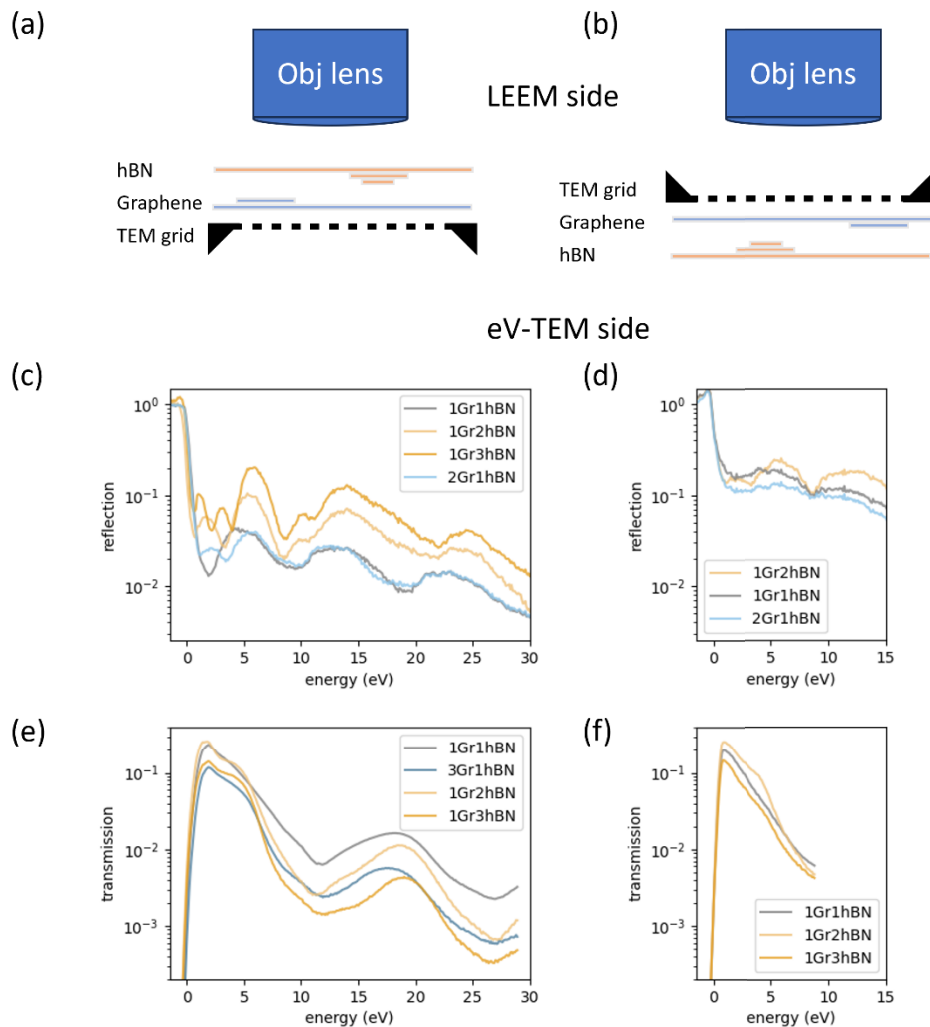 (a)
(b)
Obj lens
Obj lens
LEEM side
hBN
Graphene
TEM grid
TEM grid
Graphene
hBN
eV-TEM side
(c)
10⁰
10⁻¹
10⁻²
reflection
1Gr1hBN
1Gr2hBN
1Gr3hBN
2Gr1hBN
0 5 10 15 20 25 30
energy (eV)
(d)
10⁰
10⁻¹
10⁻²
reflection
1Gr2hBN
1Gr1hBN
2Gr1hBN
0 5 10 15
energy (eV)
(e)
10⁻¹
10⁻²
10⁻³
transmission
1Gr1hBN
3Gr1hBN
1Gr2hBN
1Gr3hBN
0 5 10 15 20 25 30
energy (eV)
(f)
10⁻¹
10⁻²
10⁻³
transmission
1Gr1hBN
1Gr2hBN
1Gr3hBN
0 5 10 15
energy (eV)